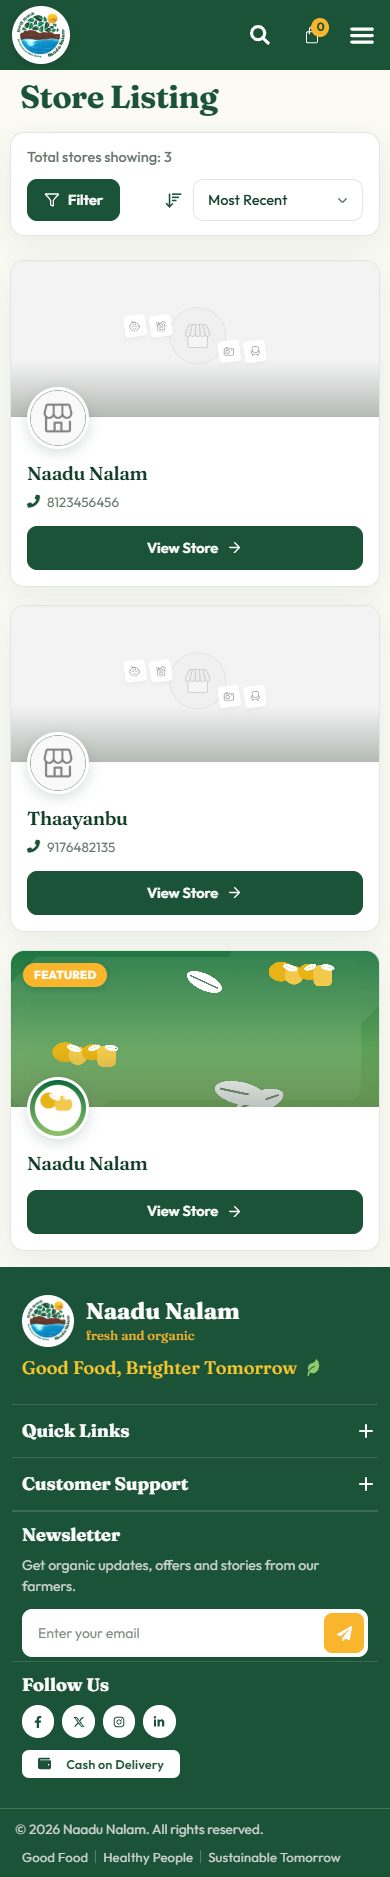 0
Store Listing
Total stores showing: 3
Filter
Most Recent
Naadu Nalam
8123456456
View Store
Thaayanbu
9176482135
View Store
FEATURED
Naadu Nalam
View Store
Naadu Nalam
fresh and organic
Good Food, Brighter Tomorrow
Quick Links
Customer Support
Newsletter
Get organic updates, offers and stories from our
farmers.
Enter your email
Follow Us
Cash on Delivery
© 2026 Naadu Nalam. All rights reserved.
Good Food | Healthy People | Sustainable Tomorrow